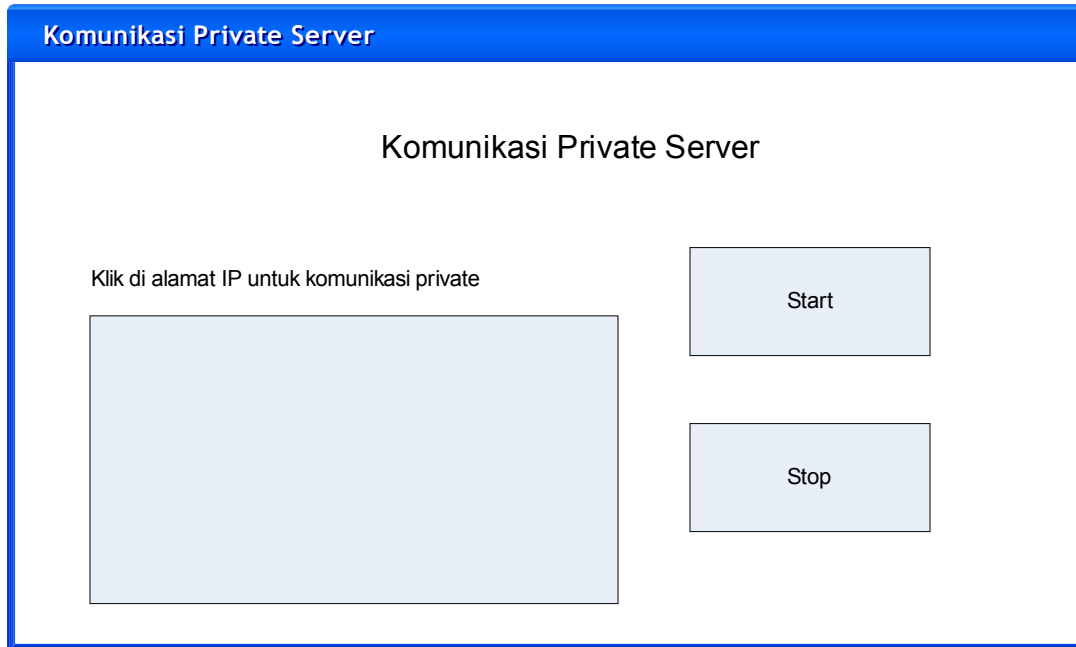 Komunikasi Private Server
Komunikasi Private Server
Klik di alamat IP untuk komunikasi private
Start
Stop